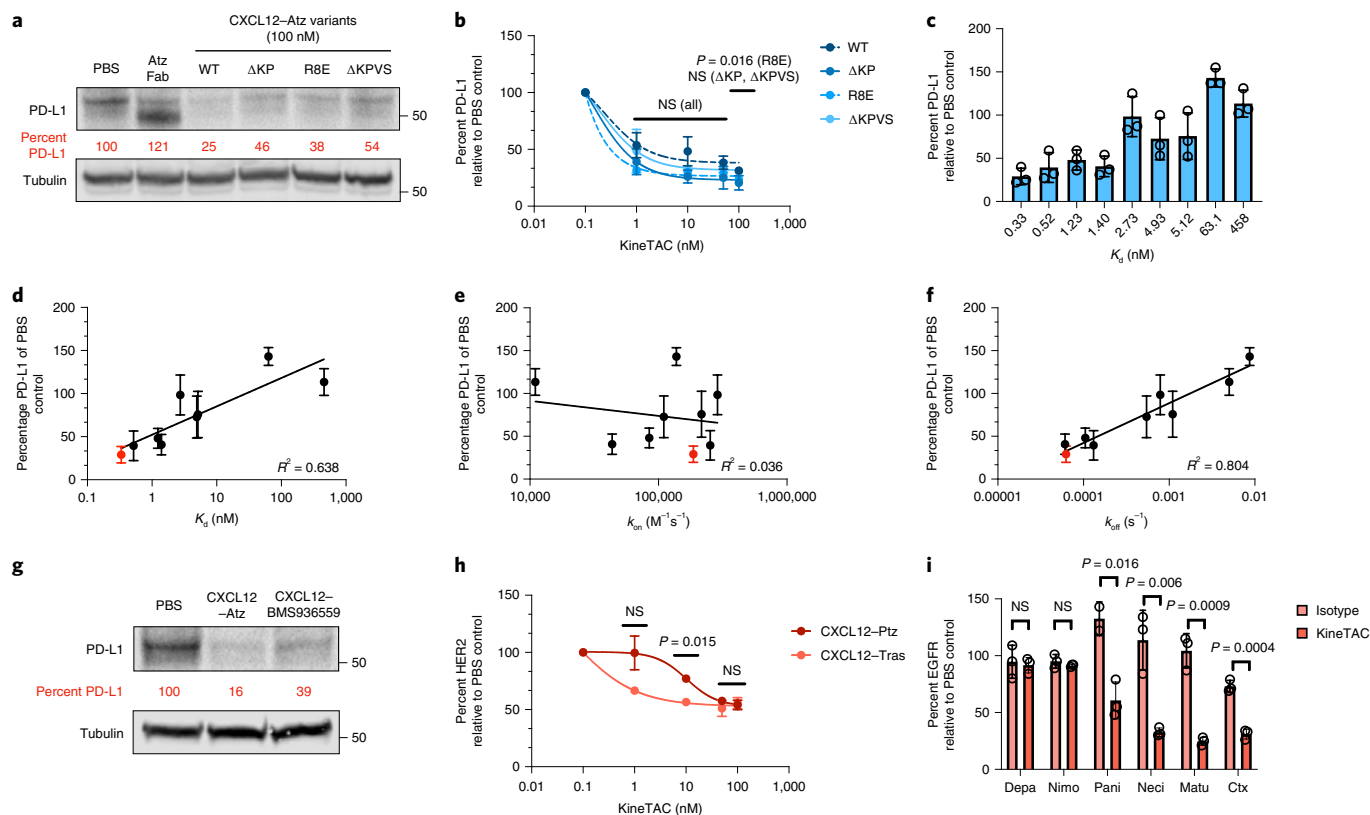 a
CXCL12–Atz variants
(100 nM)
PBS
Atz
Fab
WT
ΔKP
R8E
ΔKPVS
PD-L1
50
Percent
PD-L1
100
121
25
46
38
54
Tubulin
50
b
Percent PD-L1
relative to PBS control
150
100
50
0
0.01
0.1
1
10
100
1,000
KineTAC (nM)
P = 0.016 (R8E)
NS (ΔKP, ΔKPVS)
NS (all)
WT
ΔKP
R8E
ΔKPVS
c
Percent PD-L1
relative to PBS control
200
150
100
50
0
0.33
0.52
1.23
1.40
2.73
4.93
5.12
63.1
458
Kd (nM)
d
Percentage PD-L1 of PBS
control
200
150
100
50
0
0.1
1
10
100
1,000
Kd (nM)
R² = 0.638
e
Percentage PD-L1 of PBS
control
200
150
100
50
0
10,000
100,000
1,000,000
kon (M⁻¹s⁻¹)
R² = 0.036
f
Percentage PD-L1 of PBS
control
200
150
100
50
0
0.00001
0.0001
0.001
0.01
koff (s⁻¹)
R² = 0.804
g
PBS
CXCL12
–Atz
CXCL12–
BMS936559
PD-L1
50
Percent PD-L1
100
16
39
Tubulin
50
h
Percent HER2
relative to PBS control
150
100
50
0
0.01
0.1
1
10
100
1,000
KineTAC (nM)
NS
P = 0.015
NS
CXCL12–Ptz
CXCL12–Tras
i
Percent EGFR
relative to PBS control
150
100
50
0
Depa
Nimo
Pani
Neci
Matu
Ctx
NS
NS
P = 0.016
P = 0.006
P = 0.0009
P = 0.0004
Isotype
KineTAC